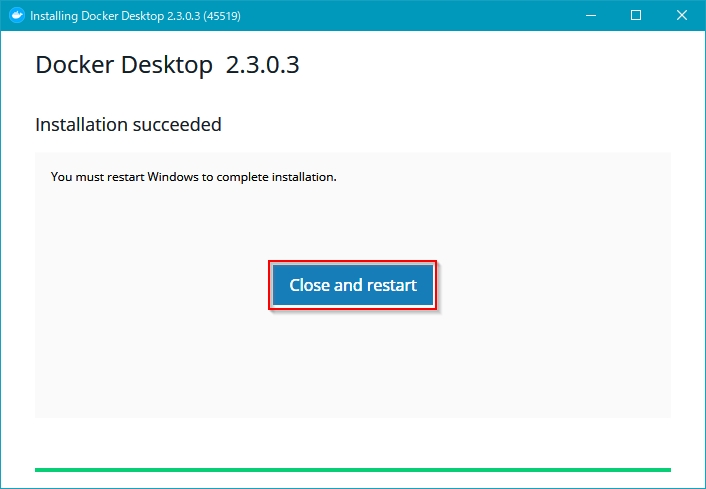 Installing Docker Desktop 2.3.0.3 (45519)
Docker Desktop 2.3.0.3
Installation succeeded
You must restart Windows to complete installation.
Close and restart